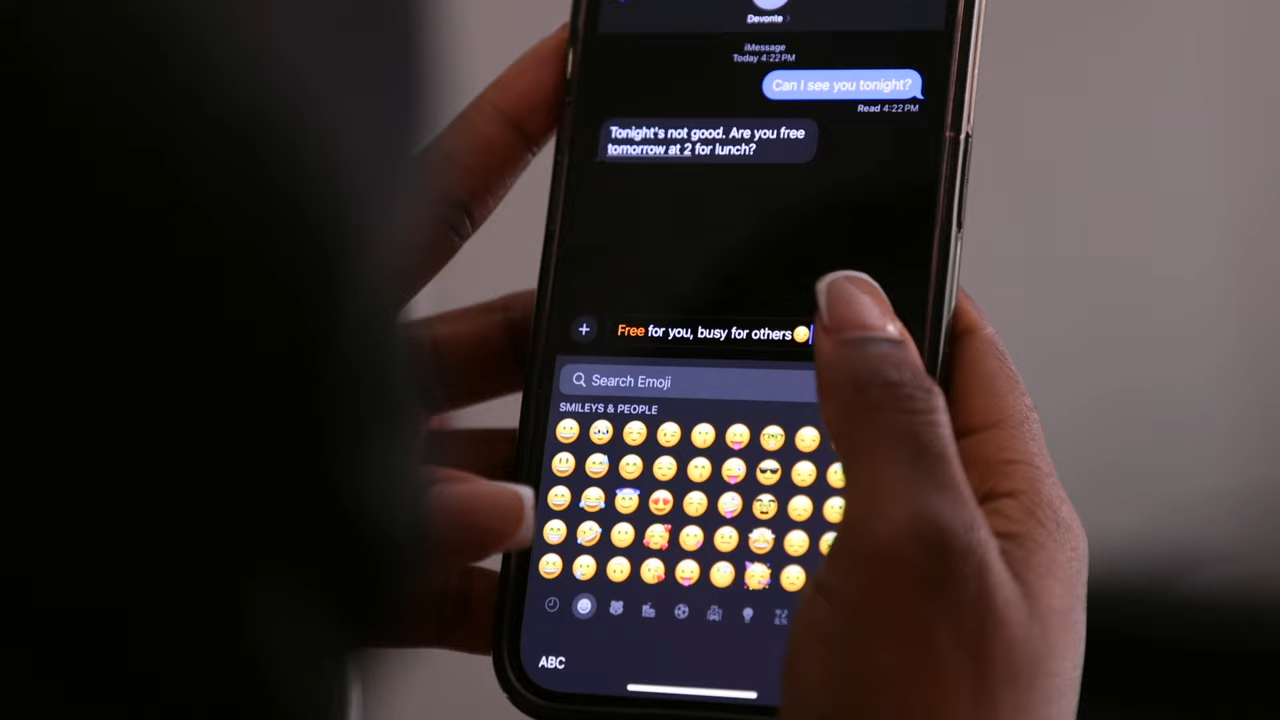 Devonte
iMessage
Today 4:22 PM
Can I see you tonight?
Read 4:22 PM
Tonight's not good. Are you free
tomorrow at 2 for lunch?
Free for you, busy for others😏
Search Emoji
SMILEYS & PEOPLE
ABC